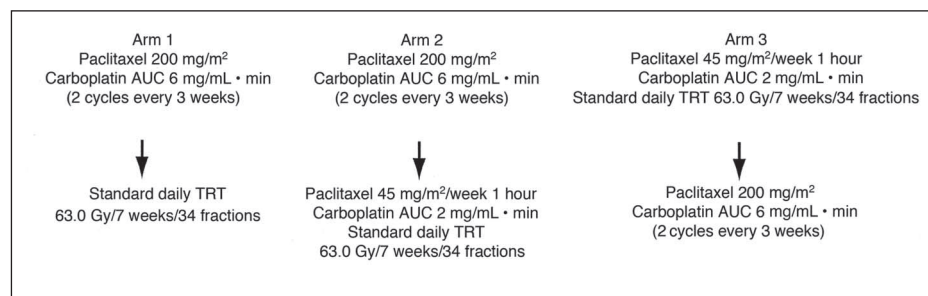 Arm 1
Paclitaxel 200 mg/m²
Carboplatin AUC 6 mg/mL • min
(2 cycles every 3 weeks)
Standard daily TRT
63.0 Gy/7 weeks/34 fractions
Arm 2
Paclitaxel 200 mg/m²
Carboplatin AUC 6 mg/mL • min
(2 cycles every 3 weeks)
Paclitaxel 45 mg/m²/week 1 hour
Carboplatin AUC 2 mg/mL • min
Standard daily TRT
63.0 Gy/7 weeks/34 fractions
Arm 3
Paclitaxel 45 mg/m²/week 1 hour
Carboplatin AUC 2 mg/mL • min
Standard daily TRT 63.0 Gy/7 weeks/34 fractions
Paclitaxel 200 mg/m²
Carboplatin AUC 6 mg/mL • min
(2 cycles every 3 weeks)